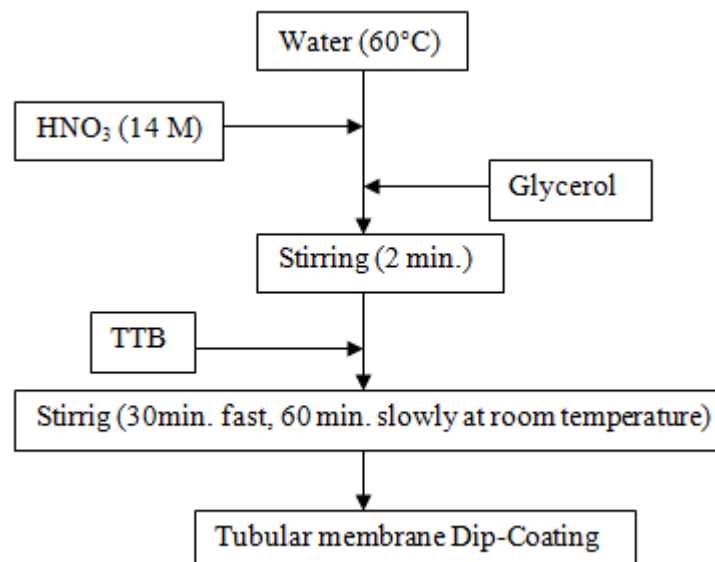 Water (60°C)
HNO₃ (14 M)
Glycerol
Stirring (2 min.)
TTB
Stirrig (30min. fast, 60 min. slowly at room temperature)
Tubular membrane Dip-Coating